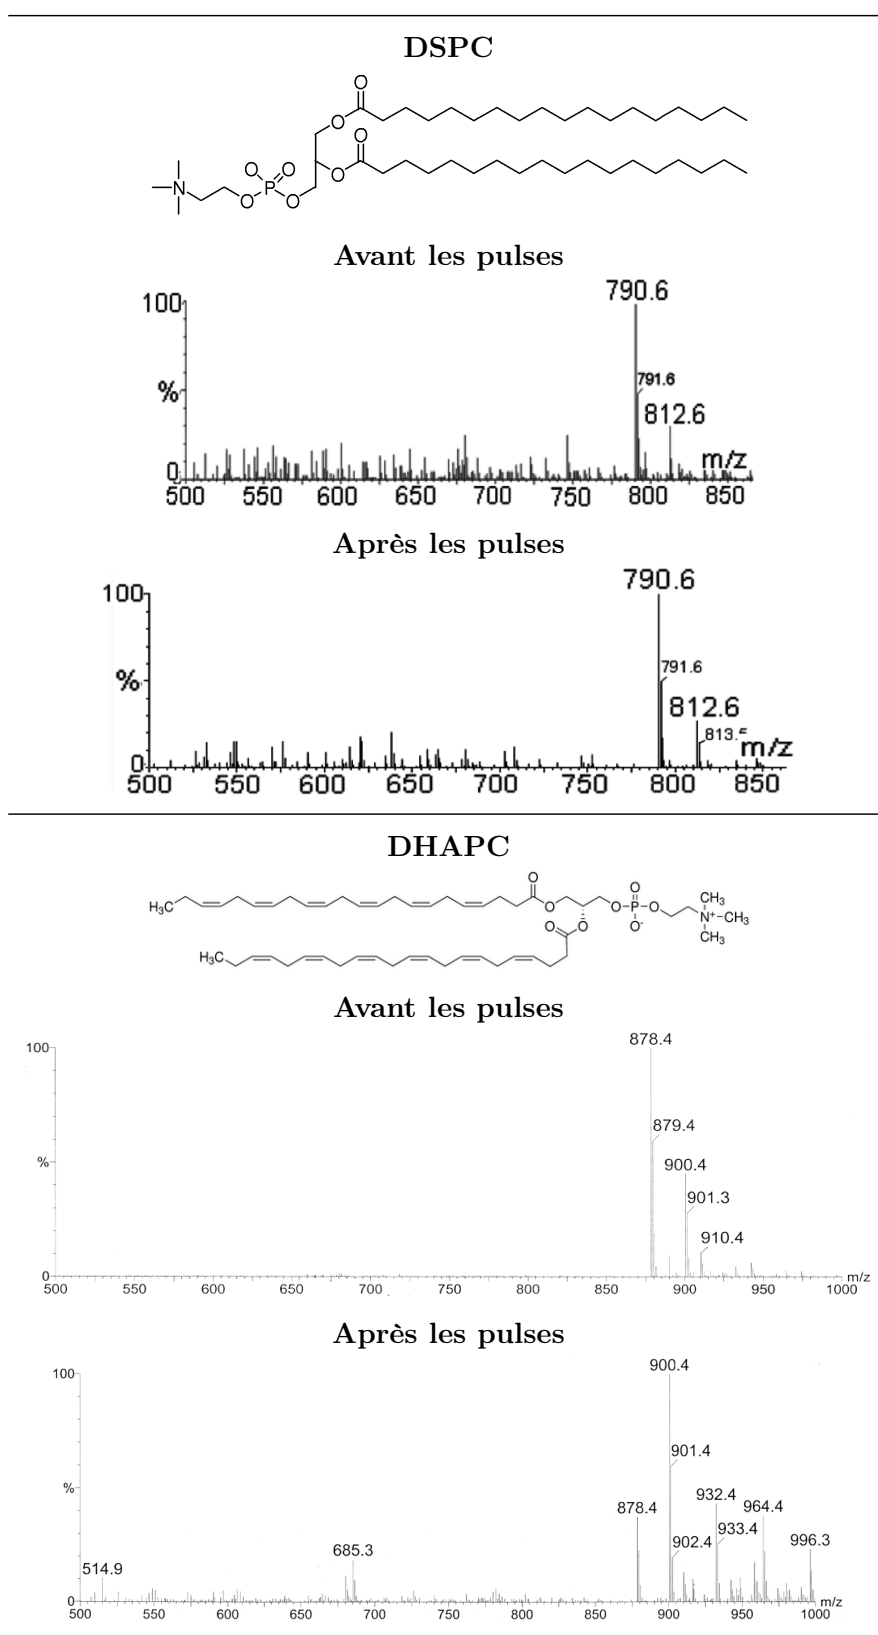 DSPC
O
O
O
O
O O
N P
O O
Avant les pulses
790.6
100
791.6
%
812.6
m/z
0
500 550 600 650 700 750 800 850
Après les pulses
790.6
100
791.6
%
812.6
m/z
0
500 550 600 650 700 750 800 850
DHAPC
O
O
H₃C
O O P O
CH₃
N⁺ CH₃
O⁻
CH₃
O O
H₃C
Avant les pulses
878.4
100
879.4
%
900.4
901.3
910.4
0
500 550 600 650 700 750 800 850 900 950 1000 m/z
Après les pulses
900.4
100
901.4
%
932.4
878.4
964.4
933.4
902.4
996.3
685.3
514.9
0
500 550 600 650 700 750 800 850 900 950 1000 m/z